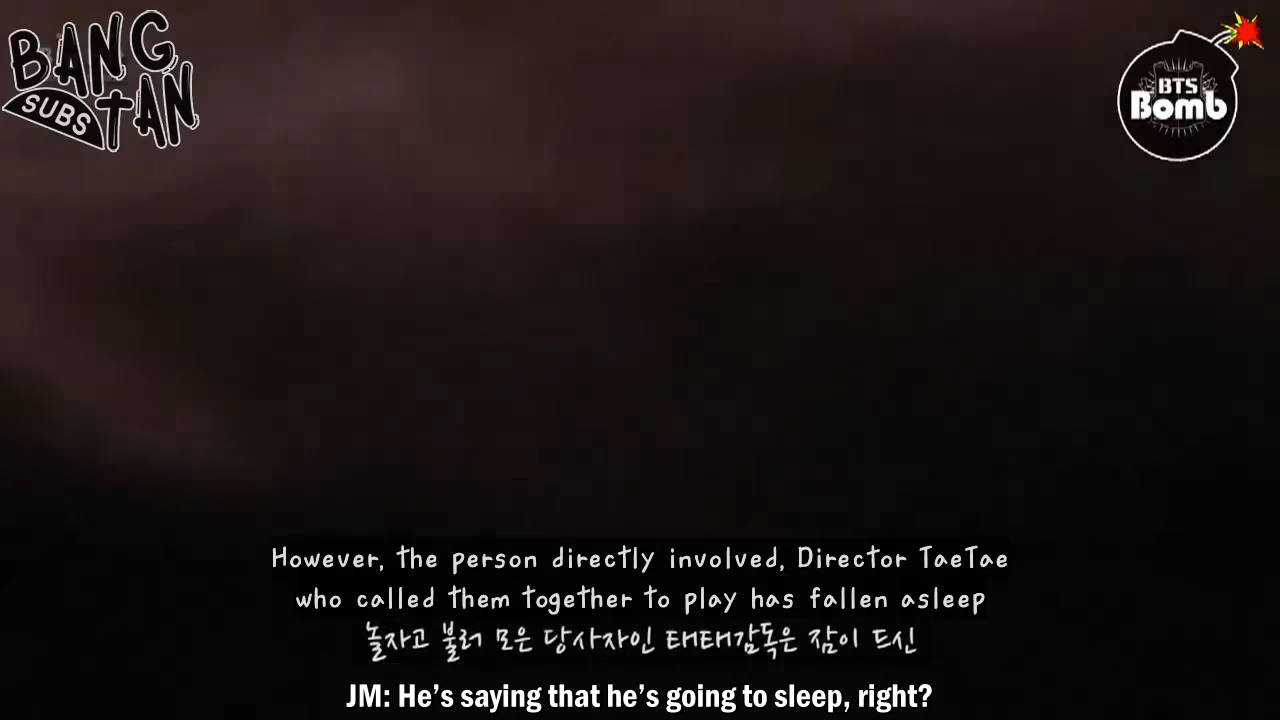 BANG
TAN
SUBS
BTS
Bomb
However, the person directly involved, Director TaeTae
who called them together to play has fallen asleep
놀자고 불러 모은 당사자인 태태감독은 잠이 드신
JM: He's saying that he's going to sleep, right?